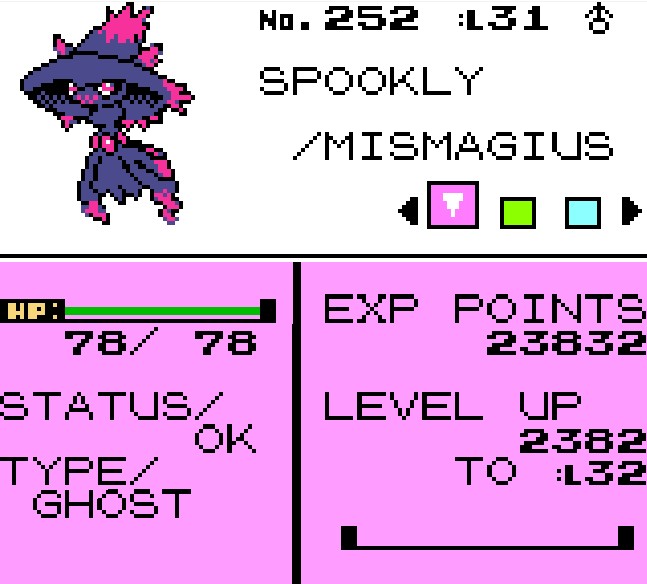 No. 252 :L31 ♂
SPOOKLY
/MISMAGIUS
HP:
78/ 78
STATUS/
OK
TYPE/
GHOST
EXP POINTS
23832
LEVEL UP
2382
TO :L32